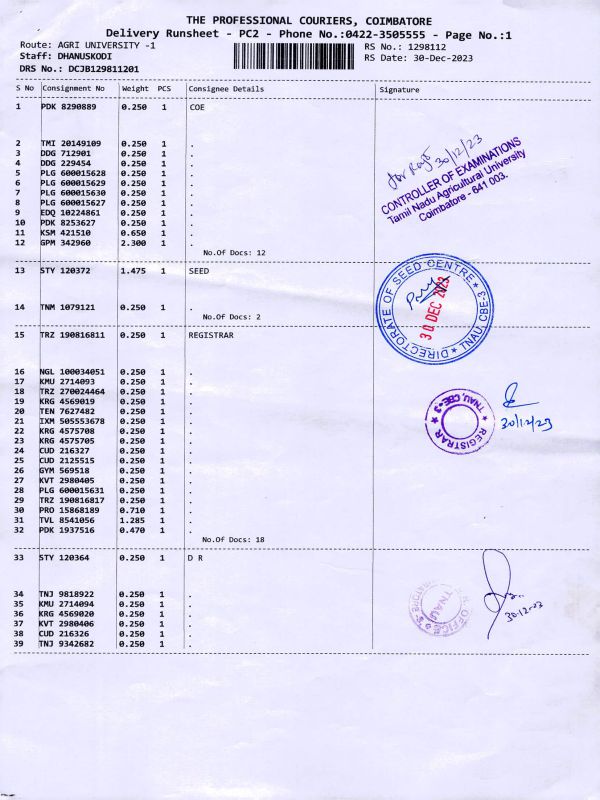 THE PROFESSIONAL COURIERS, COIMBATORE
Delivery Runsheet - PC2 - Phone No.:0422-3505555 - Page No.:1
Route: AGRI UNIVERSITY -1
RS No.: 1298112
Staff: DHANUSKODI
RS Date: 30-Dec-2023
DRS No.: DCJB129811201
S No Consignment No Weight PCS Consignee Details Signature
1 PDK 8290889 0.250 1 COE
2 TMI 20149109 0.250 1 .
3 DDG 712901 0.250 1 .
4 DDG 229454 0.250 1 .
5 PLG 600015628 0.250 1 .
6 PLG 600015629 0.250 1 .
7 PLG 600015630 0.250 1 .
8 PLG 600015627 0.250 1 .
9 EDQ 10224861 0.250 1 .
10 PDK 8253627 0.250 1 .
11 KSM 421510 0.650 1 .
12 GPM 342960 2.300 1 .
No.Of Docs: 12
30/12/23
CONTROLLER OF EXAMINATIONS
Tamil Nadu Agricultural University
Coimbatore - 641 003.
13 STY 120372 1.475 1 SEED
14 TNM 1079121 0.250 1 .
No.Of Docs: 2
DIRECTORATE OF SEED CENTRE
★ TNAU, CBE-3 ★
30 DEC 2023
15 TRZ 190816811 0.250 1 REGISTRAR
16 NGL 100034051 0.250 1 .
17 KMU 2714093 0.250 1 .
18 TRZ 270024464 0.250 1 .
19 KRG 4569019 0.250 1 .
20 TEN 7627482 0.250 1 .
21 IXM 505553678 0.250 1 .
22 KRG 4575708 0.250 1 .
23 KRG 4575705 0.250 1 .
24 CUD 216327 0.250 1 .
25 CUD 2125515 0.250 1 .
26 GYM 569518 0.250 1 .
27 KVT 2980405 0.250 1 .
28 PLG 600015631 0.250 1 .
29 TRZ 190816817 0.250 1 .
30 PRO 15868189 0.710 1 .
31 TVL 8541056 1.285 1 .
32 PDK 1937516 0.470 1 .
No.Of Docs: 18
★ REGISTRAR ★
TNAU, CBE-3
30/12/23
33 STY 120364 0.250 1 D R
34 TNJ 9818922 0.250 1 .
35 KMU 2714094 0.250 1 .
36 KRG 4569020 0.250 1 .
37 KVT 2980406 0.250 1 .
38 CUD 216326 0.250 1 .
39 TNJ 9342682 0.250 1 .
OFFICE
TNAU
30-12-23